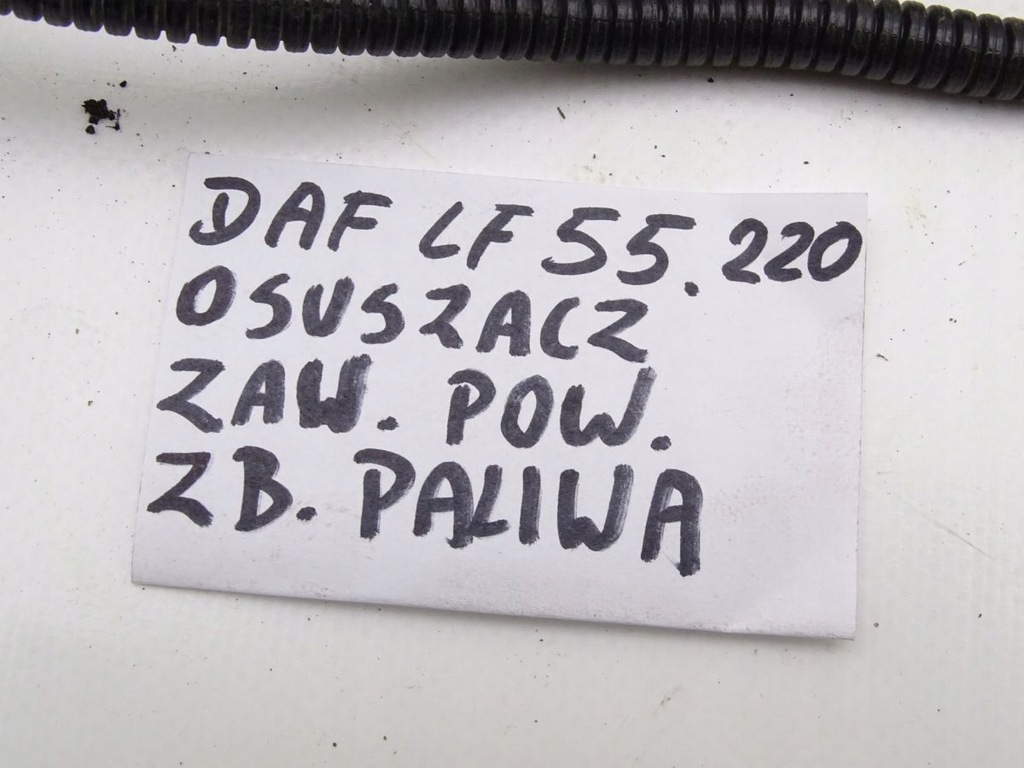 DAF LF 55.220
OSUSZACZ
ZAW. POW.
ZB. PALIWA